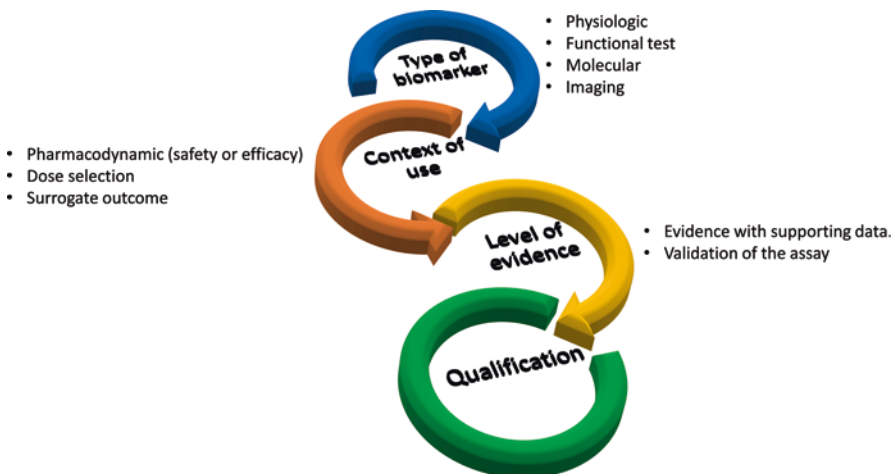 Type of
biomarker
• Physiologic
• Functional test
• Molecular
• Imaging
Context of
use
• Pharmacodynamic (safety or efficacy)
• Dose selection
• Surrogate outcome
Level of
evidence
• Evidence with supporting data.
• Validation of the assay
Qualification